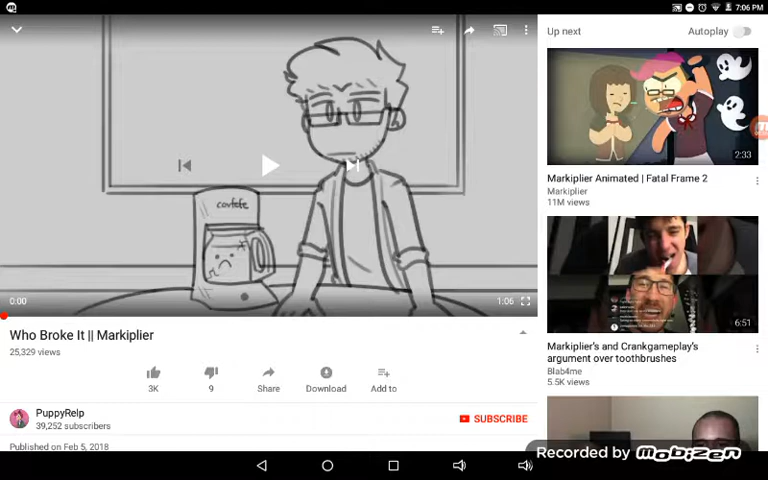 7:06 PM
Up next
Autoplay
covfefe
2:33
Markiplier Animated | Fatal Frame 2
Markiplier
11M views
0:00
1:06
6:51
Who Broke It || Markiplier
25,329 views
Markiplier's and Crankgameplay's
argument over toothbrushes
Blab4me
5.5K views
3K
9
Share
Download
Add to
PuppyRelp
39,252 subscribers
SUBSCRIBE
Published on Feb 5, 2018
Recorded by MOBIZEN